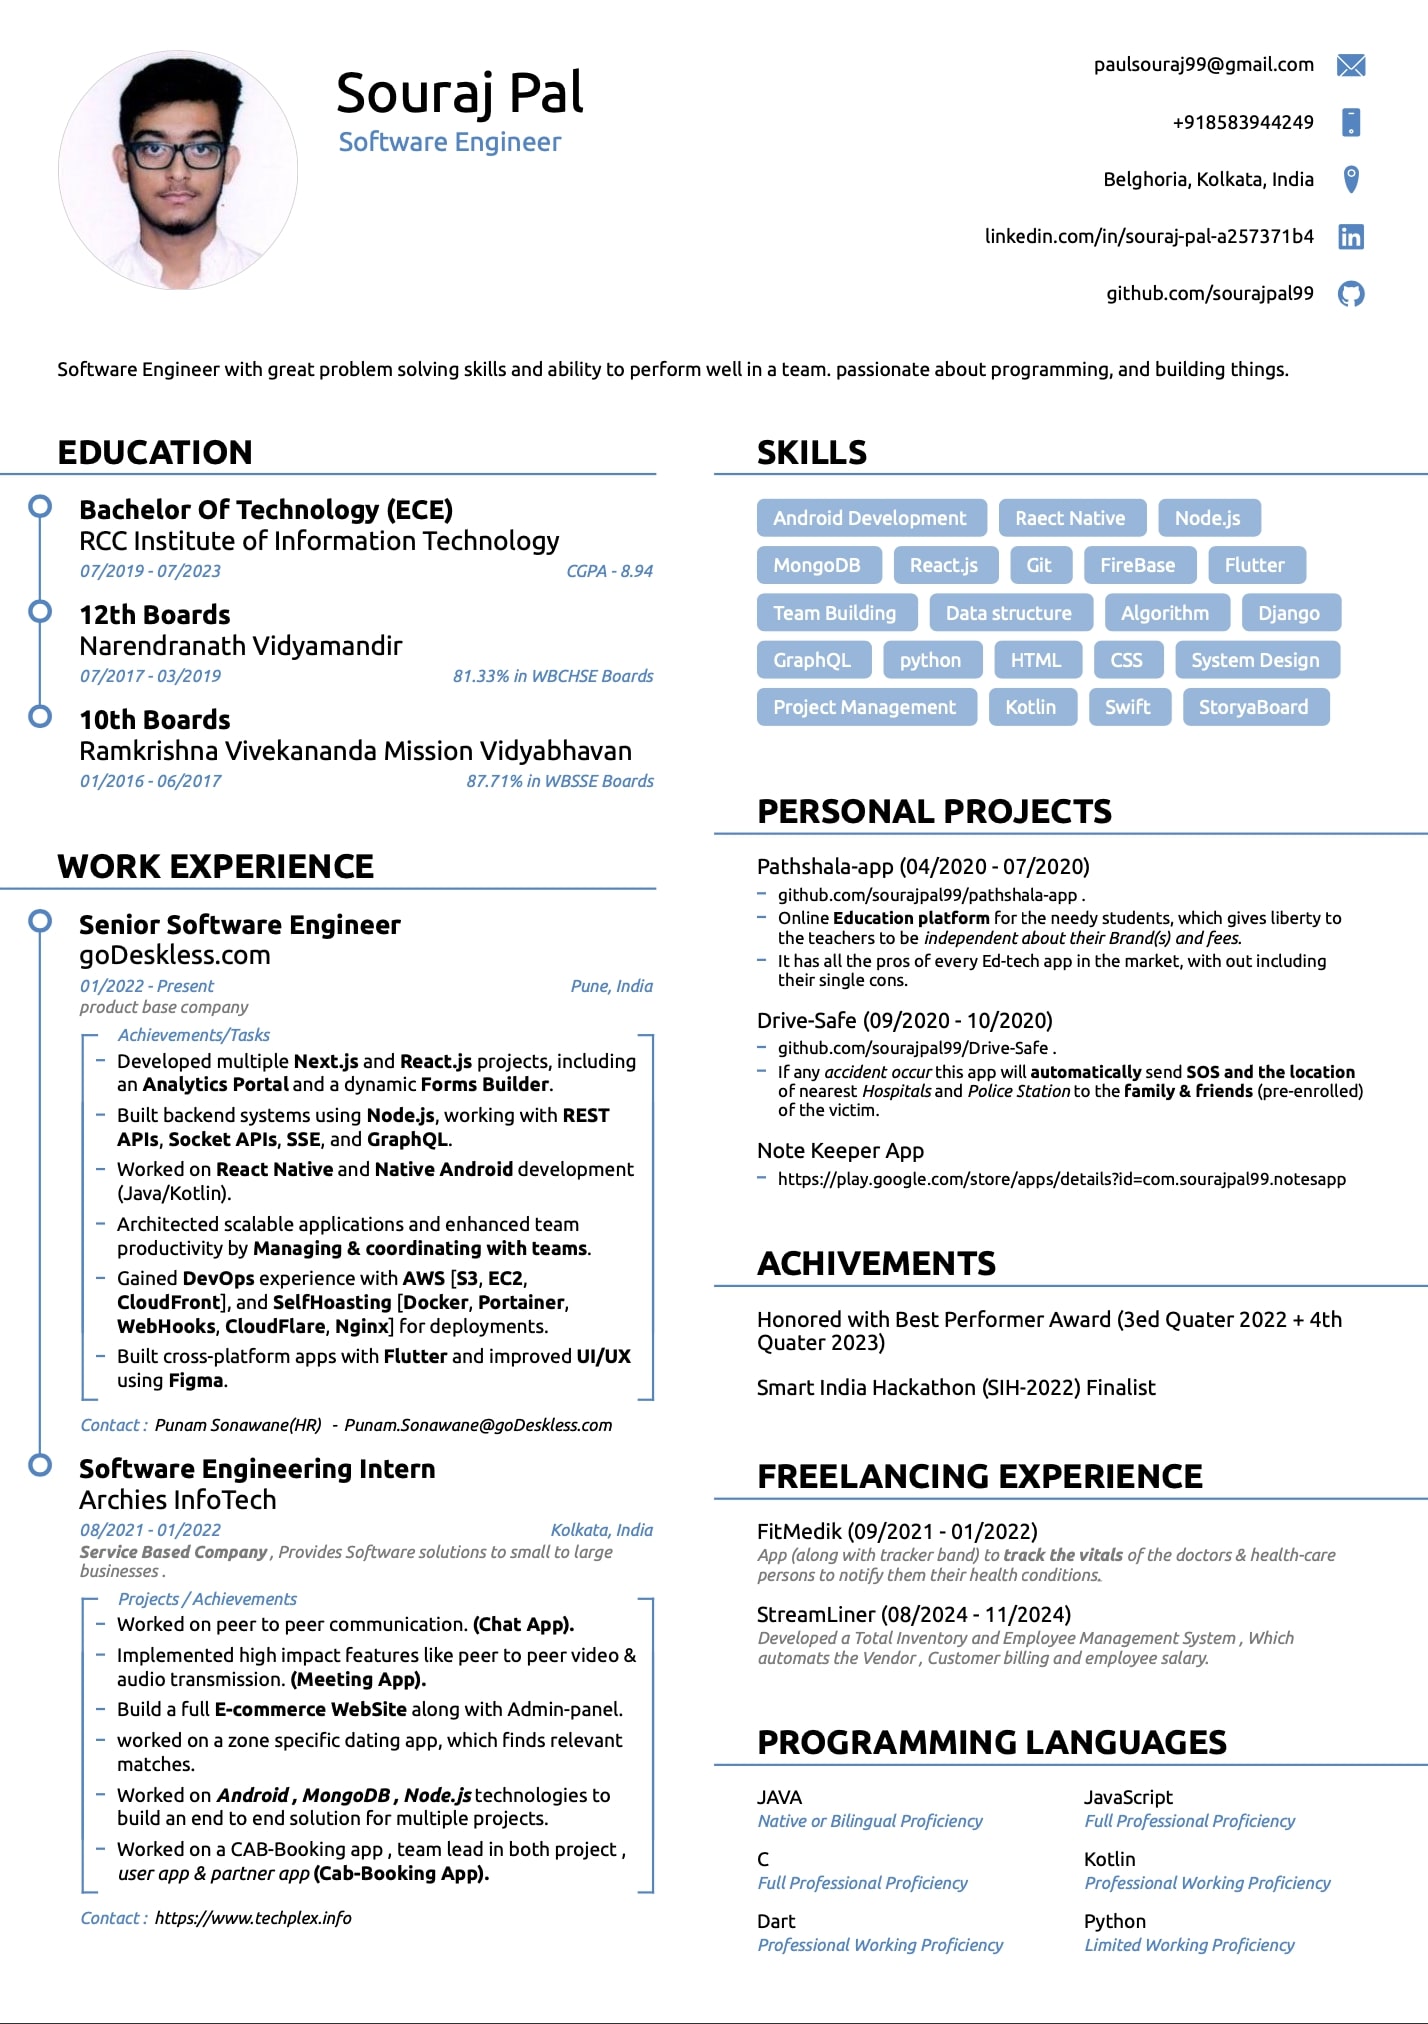 Souraj Pal
Software Engineer
paulsouraj99@gmail.com
+918583944249
Belghoria, Kolkata, India
linkedin.com/in/souraj-pal-a257371b4
github.com/sourajpal99
Software Engineer with great problem solving skills and ability to perform well in a team. passionate about programming, and building things.
EDUCATION
Bachelor Of Technology (ECE)
RCC Institute of Information Technology
07/2019 - 07/2023 CGPA - 8.94
12th Boards
Narendranath Vidyamandir
07/2017 - 03/2019 81.33% in WBCHSE Boards
10th Boards
Ramkrishna Vivekananda Mission Vidyabhavan
01/2016 - 06/2017 87.71% in WBSSE Boards
WORK EXPERIENCE
Senior Software Engineer
goDeskless.com
01/2022 - Present Pune, India
product base company
Achievements/Tasks
– Developed multiple Next.js and React.js projects, including
an Analytics Portal and a dynamic Forms Builder.
– Built backend systems using Node.js, working with REST
APIs, Socket APIs, SSE, and GraphQL.
– Worked on React Native and Native Android development
(Java/Kotlin).
– Architected scalable applications and enhanced team
productivity by Managing & coordinating with teams.
– Gained DevOps experience with AWS [S3, EC2,
CloudFront], and SelfHoasting [Docker, Portainer,
WebHooks, CloudFlare, Nginx] for deployments.
– Built cross-platform apps with Flutter and improved UI/UX
using Figma.
Contact : Punam Sonawane(HR) - Punam.Sonawane@goDeskless.com
Software Engineering Intern
Archies InfoTech
08/2021 - 01/2022 Kolkata, India
Service Based Company , Provides Software solutions to small to large
businesses .
Projects / Achievements
– Worked on peer to peer communication. (Chat App).
– Implemented high impact features like peer to peer video &
audio transmission. (Meeting App).
– Build a full E-commerce WebSite along with Admin-panel.
– worked on a zone specific dating app, which finds relevant
matches.
– Worked on Android , MongoDB , Node.js technologies to
build an end to end solution for multiple projects.
– Worked on a CAB-Booking app , team lead in both project ,
user app & partner app (Cab-Booking App).
Contact : https://www.techplex.info
SKILLS
Android Development Raect Native Node.js
MongoDB React.js Git FireBase Flutter
Team Building Data structure Algorithm Django
GraphQL python HTML CSS System Design
Project Management Kotlin Swift StoryaBoard
PERSONAL PROJECTS
Pathshala-app (04/2020 - 07/2020)
– github.com/sourajpal99/pathshala-app .
– Online Education platform for the needy students, which gives liberty to
the teachers to be independent about their Brand(s) and fees.
– It has all the pros of every Ed-tech app in the market, with out including
their single cons.
Drive-Safe (09/2020 - 10/2020)
– github.com/sourajpal99/Drive-Safe .
– If any accident occur this app will automatically send SOS and the location
of nearest Hospitals and Police Station to the family & friends (pre-enrolled)
of the victim.
Note Keeper App
– https://play.google.com/store/apps/details?id=com.sourajpal99.notesapp
ACHIVEMENTS
Honored with Best Performer Award (3ed Quater 2022 + 4th
Quater 2023)
Smart India Hackathon (SIH-2022) Finalist
FREELANCING EXPERIENCE
FitMedik (09/2021 - 01/2022)
App (along with tracker band) to track the vitals of the doctors & health-care
persons to notify them their health conditions.
StreamLiner (08/2024 - 11/2024)
Developed a Total Inventory and Employee Management System , Which
automats the Vendor , Customer billing and employee salary.
PROGRAMMING LANGUAGES
JAVA JavaScript
Native or Bilingual Proficiency Full Professional Proficiency
C Kotlin
Full Professional Proficiency Professional Working Proficiency
Dart Python
Professional Working Proficiency Limited Working Proficiency